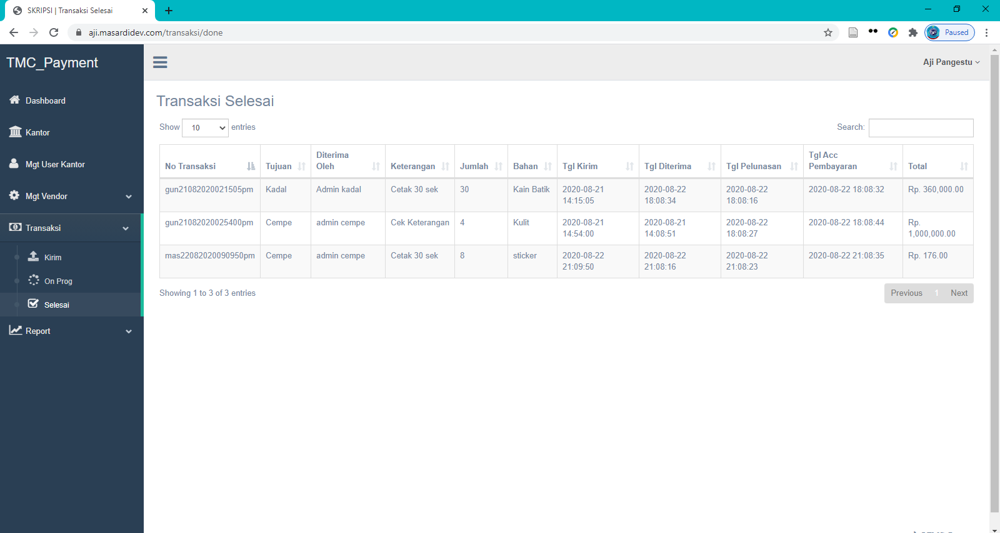 SKRIPSI | Transaksi Selesai
aji.masardidev.com/transaksi/done
Paused
TMC_Payment
Aji Pangestu
Dashboard
Kantor
Mgt User Kantor
Mgt Vendor
Transaksi
Kirim
On Prog
Selesai
Report
Transaksi Selesai
Show 10 entries
Search:
No Transaksi Tujuan Diterima Oleh Keterangan Jumlah Bahan Tgl Kirim Tgl Diterima Tgl Pelunasan Tgl Acc Pembayaran Total
gun21082020021505pm Kadal Admin kadal Cetak 30 sek 30 Kain Batik 2020-08-21 14:15:05 2020-08-22 18:08:34 2020-08-22 18:08:16 2020-08-22 18:08:32 Rp. 360,000.00
gun21082020025400pm Cempe admin cempe Cek Keterangan 4 Kulit 2020-08-21 14:54:00 2020-08-21 14:08:51 2020-08-22 18:08:27 2020-08-22 18:08:44 Rp. 1,000,000.00
mas22082020090950pm Cempe admin cempe Cetak 30 sek 8 sticker 2020-08-22 21:09:50 2020-08-22 21:08:16 2020-08-22 21:08:23 2020-08-22 21:08:35 Rp. 176.00
Showing 1 to 3 of 3 entries
Previous 1 Next